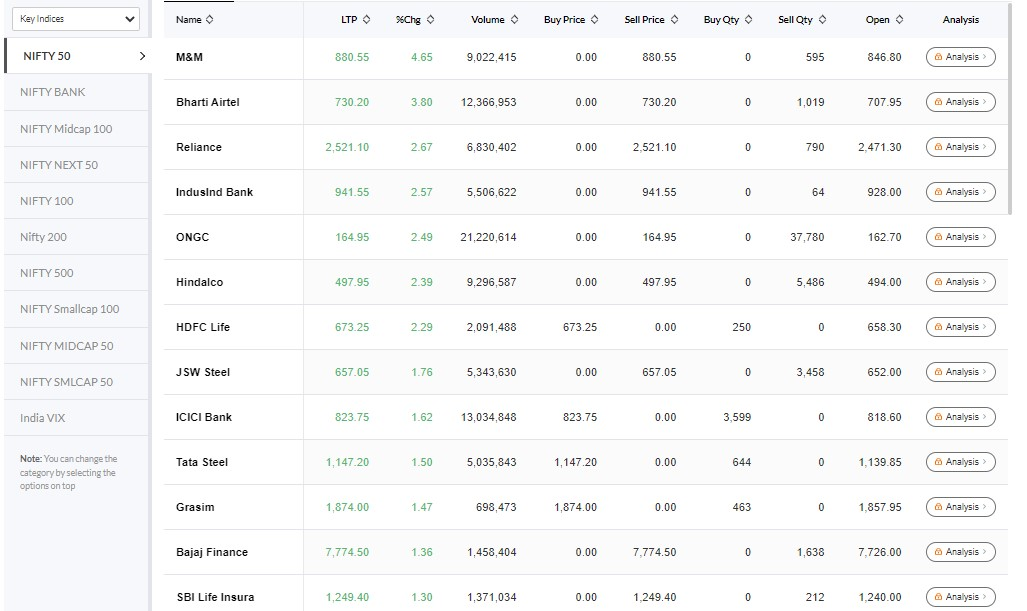 Key Indices
NIFTY 50
NIFTY BANK
NIFTY Midcap 100
NIFTY NEXT 50
NIFTY 100
Nifty 200
NIFTY 500
NIFTY Smallcap 100
NIFTY MIDCAP 50
NIFTY SMLCAP 50
India VIX
Note: You can change the
category by selecting the
options on top
Name LTP %Chg Volume Buy Price Sell Price Buy Qty Sell Qty Open Analysis
M&M 880.55 4.65 9,022,415 0.00 880.55 0 595 846.80 Analysis
Bharti Airtel 730.20 3.80 12,366,953 0.00 730.20 0 1,019 707.95 Analysis
Reliance 2,521.10 2.67 6,830,402 0.00 2,521.10 0 790 2,471.30 Analysis
IndusInd Bank 941.55 2.57 5,506,622 0.00 941.55 0 64 928.00 Analysis
ONGC 164.95 2.49 21,220,614 0.00 164.95 0 37,780 162.70 Analysis
Hindalco 497.95 2.39 9,296,587 0.00 497.95 0 5,486 494.00 Analysis
HDFC Life 673.25 2.29 2,091,488 673.25 0.00 250 0 658.30 Analysis
JSW Steel 657.05 1.76 5,343,630 0.00 657.05 0 3,458 652.00 Analysis
ICICI Bank 823.75 1.62 13,034,848 823.75 0.00 3,599 0 818.60 Analysis
Tata Steel 1,147.20 1.50 5,035,843 1,147.20 0.00 644 0 1,139.85 Analysis
Grasim 1,874.00 1.47 698,473 1,874.00 0.00 463 0 1,857.95 Analysis
Bajaj Finance 7,774.50 1.36 1,458,404 0.00 7,774.50 0 1,638 7,726.00 Analysis
SBI Life Insura 1,249.40 1.30 1,371,034 0.00 1,249.40 0 212 1,240.00 Analysis